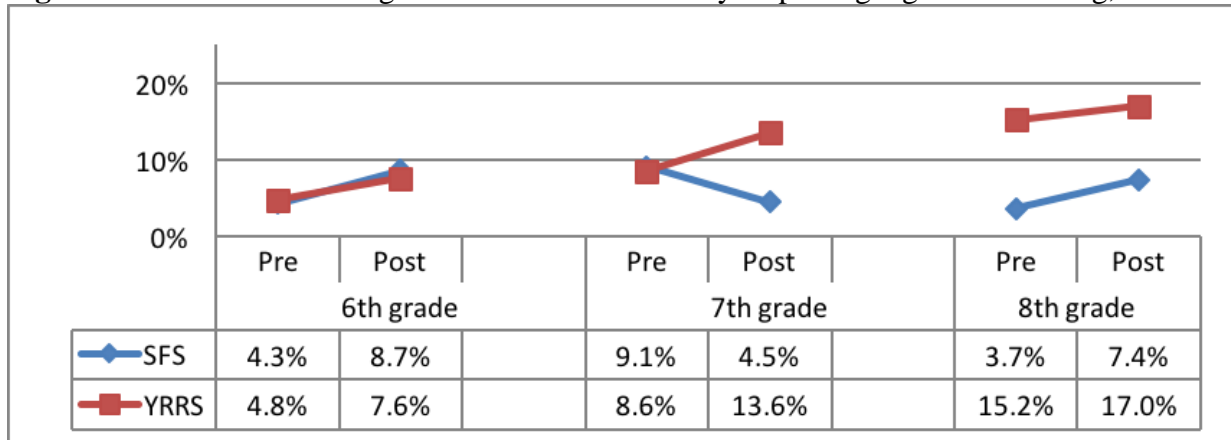 20%
10%
0%
Pre Post Pre Post Pre Post
6th grade 7th grade 8th grade
SFS 4.3% 8.7% 9.1% 4.5% 3.7% 7.4%
YRRS 4.8% 7.6% 8.6% 13.6% 15.2% 17.0%